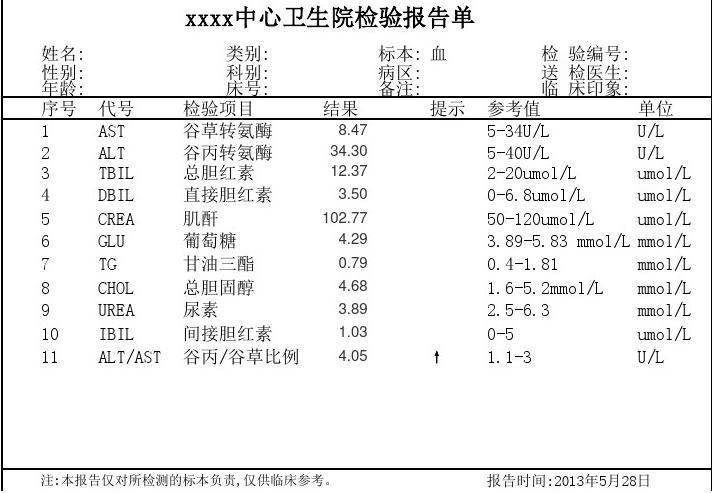 xxxx中心卫生院检验报告单
姓名: 类别: 标本: 血 检 验编号:
性别: 科别: 病区: 送 检医生:
年龄: 床号: 备注: 临 床印象:
序号 代号 检验项目 结果 提示 参考值 单位
1 AST 谷草转氨酶 8.47 5-34U/L U/L
2 ALT 谷丙转氨酶 34.30 5-40U/L U/L
3 TBIL 总胆红素 12.37 2-20umol/L umol/L
4 DBIL 直接胆红素 3.50 0-6.8umol/L umol/L
5 CREA 肌酐 102.77 50-120umol/L umol/L
6 GLU 葡萄糖 4.29 3.89-5.83 mmol/L mmol/L
7 TG 甘油三酯 0.79 0.4-1.81 mmol/L
8 CHOL 总胆固醇 4.68 1.6-5.2mmol/L mmol/L
9 UREA 尿素 3.89 2.5-6.3 mmol/L
10 IBIL 间接胆红素 1.03 0-5 umol/L
11 ALT/AST 谷丙/谷草比例 4.05 ↑ 1.1-3 U/L
注:本报告仅对所检测的标本负责,仅供临床参考。 报告时间:2013年5月28日